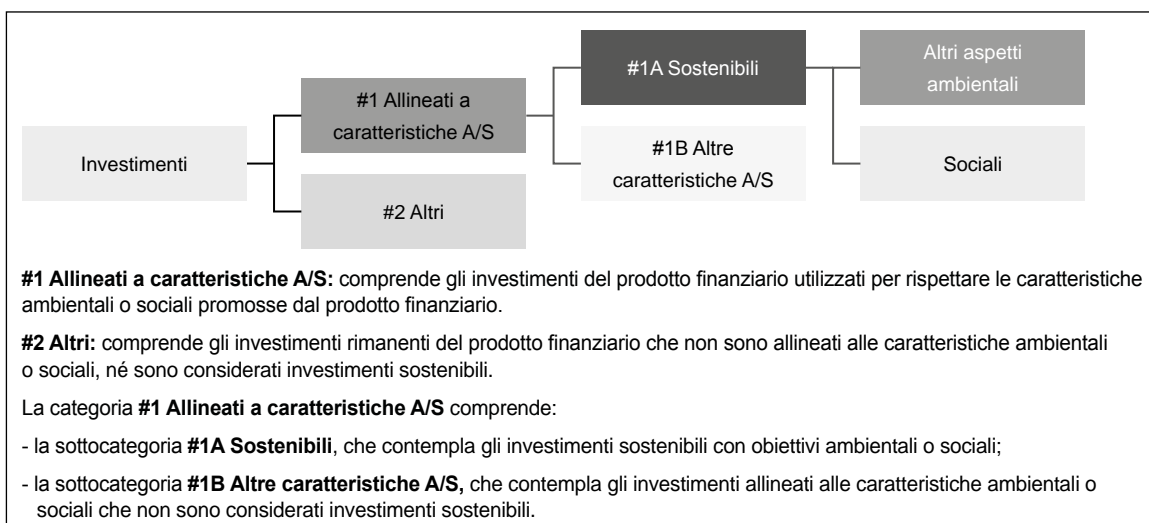 Investimenti
#1 Allineati a
caratteristiche A/S
#2 Altri
#1A Sostenibili
#1B Altre
caratteristiche A/S
Altri aspetti
ambientali
Sociali
#1 Allineati a caratteristiche A/S: comprende gli investimenti del prodotto finanziario utilizzati per rispettare le caratteristiche
ambientali o sociali promosse dal prodotto finanziario.
#2 Altri: comprende gli investimenti rimanenti del prodotto finanziario che non sono allineati alle caratteristiche ambientali
o sociali, né sono considerati investimenti sostenibili.
La categoria #1 Allineati a caratteristiche A/S comprende:
- la sottocategoria #1A Sostenibili, che contempla gli investimenti sostenibili con obiettivi ambientali o sociali;
- la sottocategoria #1B Altre caratteristiche A/S, che contempla gli investimenti allineati alle caratteristiche ambientali o
sociali che non sono considerati investimenti sostenibili.